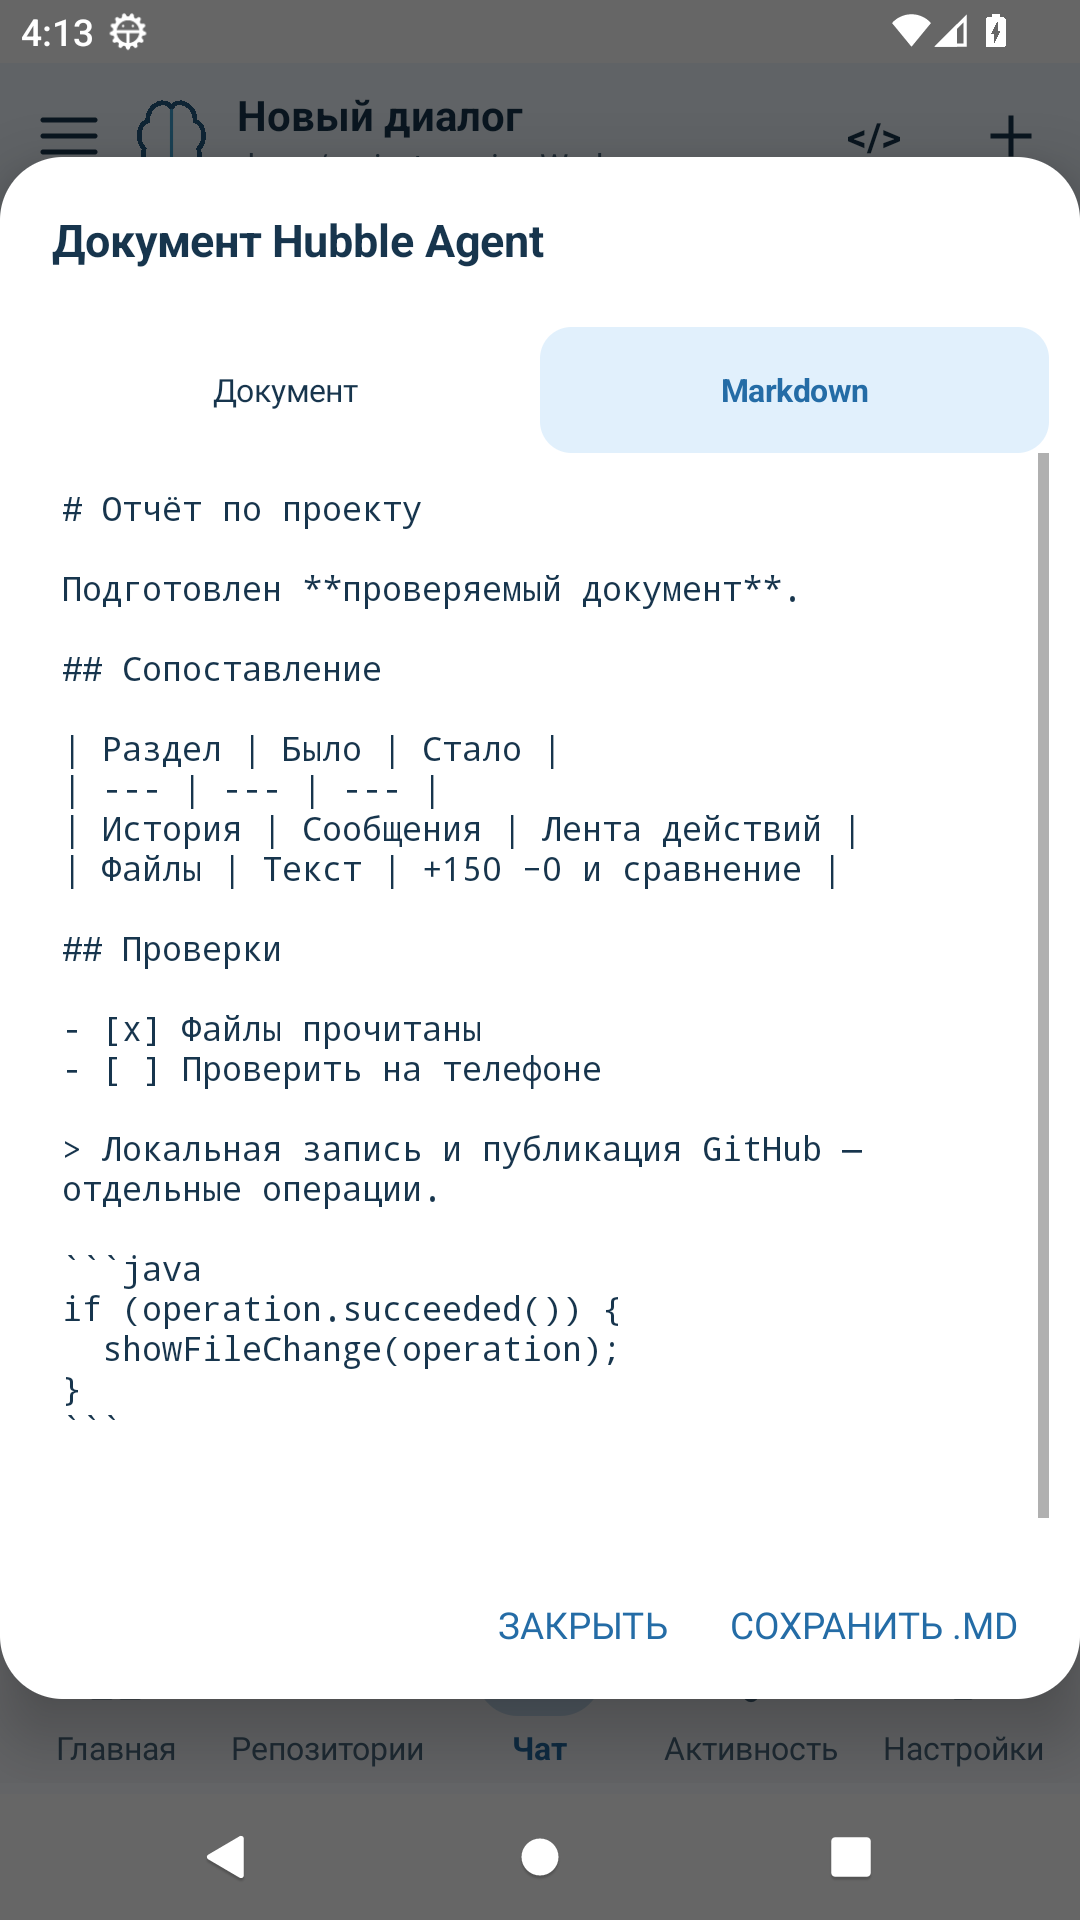 4:13
Новый диалог
</>
Документ Hubble Agent
Документ
Markdown
# Отчёт по проекту
Подготовлен **проверяемый документ**.
## Сопоставление
| Раздел | Было | Стало |
| --- | --- | --- |
| История | Сообщения | Лента действий |
| Файлы | Текст | +150 −0 и сравнение |
## Проверки
- [x] Файлы прочитаны
- [ ] Проверить на телефоне
> Локальная запись и публикация GitHub —
отдельные операции.
```java
if (operation.succeeded()) {
  showFileChange(operation);
}
```
ЗАКРЫТЬ
СОХРАНИТЬ .MD
Главная
Репозитории
Чат
Активность
Настройки